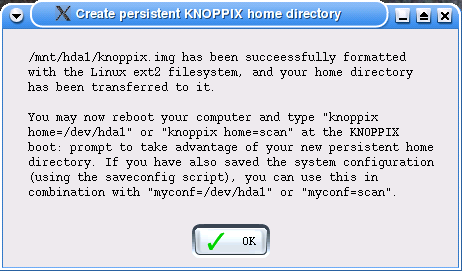 Create persistent KNOPPIX home directory
/mnt/hda1/knoppix.img has been succeessfully formatted
with the Linux ext2 filesystem, and your home directory
has been transferred to it.
You may now reboot your computer and type "knoppix
home=/dev/hda1" or "knoppix home=scan" at the KNOPPIX
boot: prompt to take advantage of your new persistent home
directory. If you have also saved the system configuration
(using the saveconfig script), you can use this in
combination with "myconf=/dev/hda1" or "myconf=scan".
OK